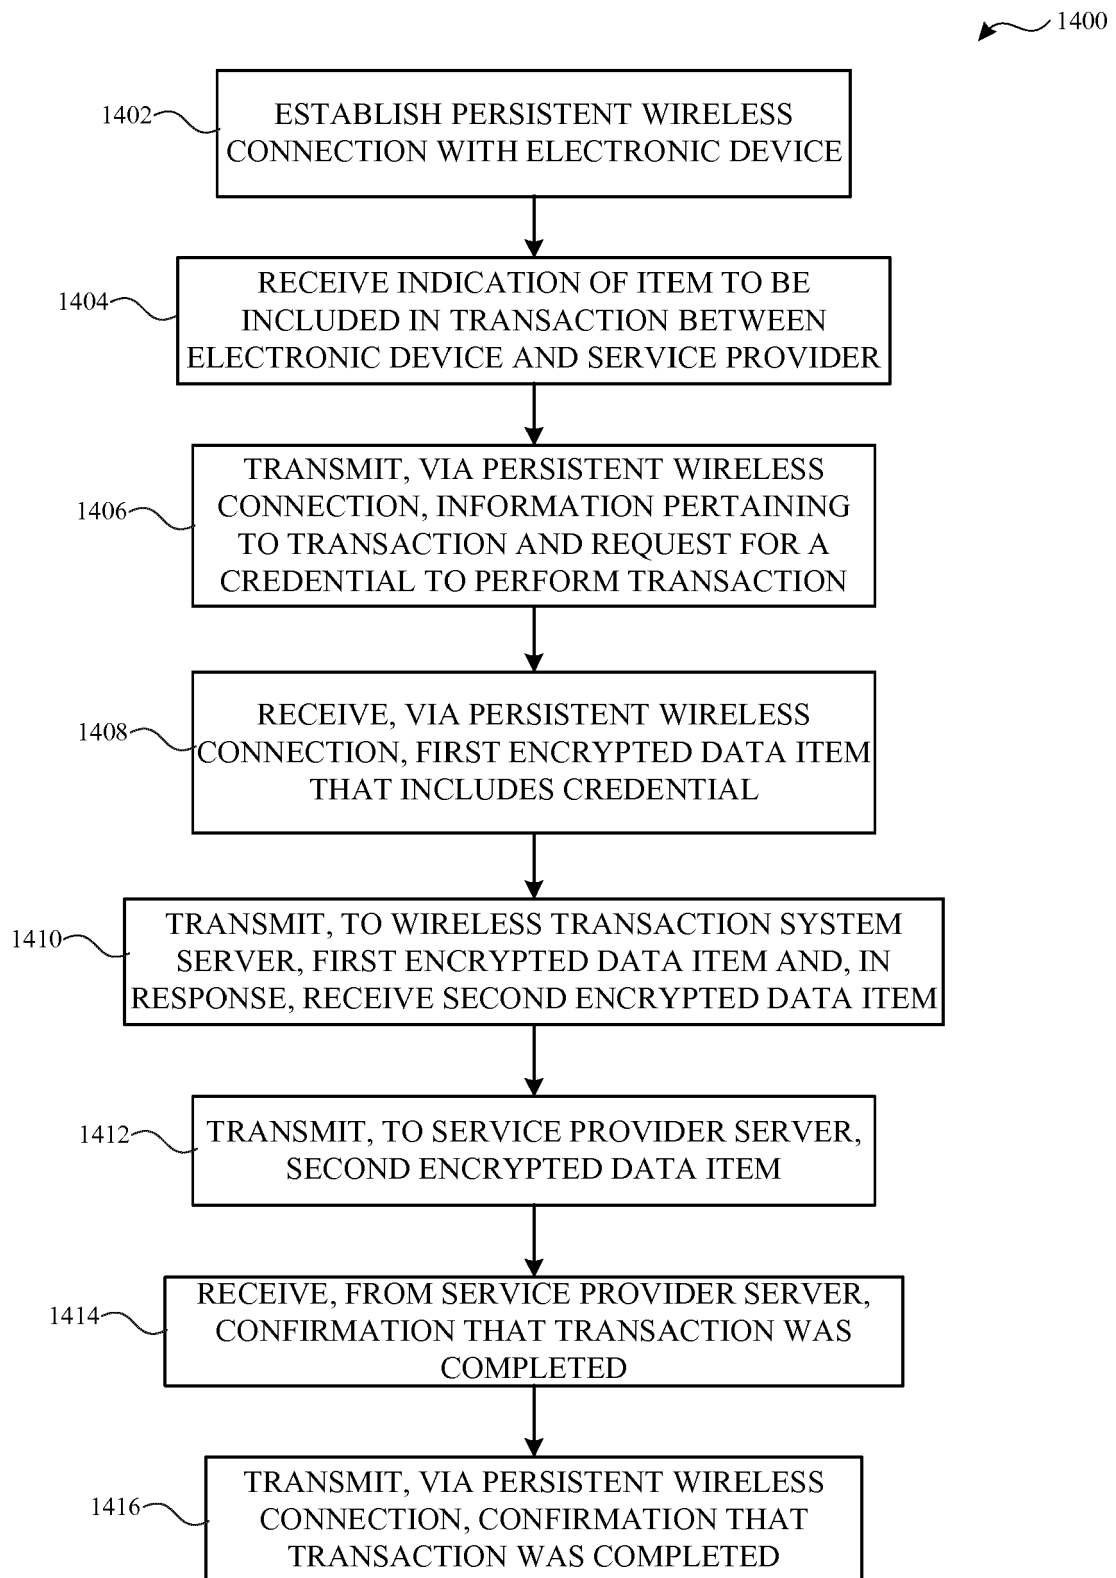 1400
1402
ESTABLISH PERSISTENT WIRELESS
CONNECTION WITH ELECTRONIC DEVICE
1404
RECEIVE INDICATION OF ITEM TO BE
INCLUDED IN TRANSACTION BETWEEN
ELECTRONIC DEVICE AND SERVICE PROVIDER
1406
TRANSMIT, VIA PERSISTENT WIRELESS
CONNECTION, INFORMATION PERTAINING
TO TRANSACTION AND REQUEST FOR A
CREDENTIAL TO PERFORM TRANSACTION
1408
RECEIVE, VIA PERSISTENT WIRELESS
CONNECTION, FIRST ENCRYPTED DATA ITEM
THAT INCLUDES CREDENTIAL
1410
TRANSMIT, TO WIRELESS TRANSACTION SYSTEM
SERVER, FIRST ENCRYPTED DATA ITEM AND, IN
RESPONSE, RECEIVE SECOND ENCRYPTED DATA ITEM
1412
TRANSMIT, TO SERVICE PROVIDER SERVER,
SECOND ENCRYPTED DATA ITEM
1414
RECEIVE, FROM SERVICE PROVIDER SERVER,
CONFIRMATION THAT TRANSACTION WAS
COMPLETED
1416
TRANSMIT, VIA PERSISTENT WIRELESS
CONNECTION, CONFIRMATION THAT
TRANSACTION WAS COMPLETED